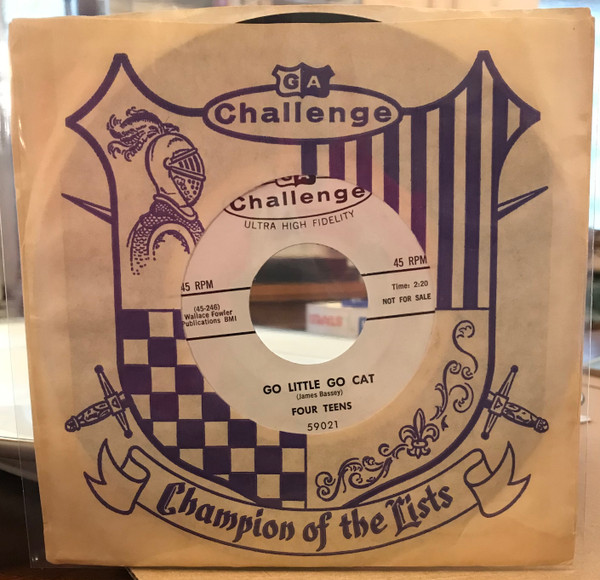 GA
Challenge
Challenge
ULTRA HIGH FIDELITY
45 RPM
45 RPM
(45-246)
Wallace Fowler
Publications BMI
Time: 2:20
NOT FOR SALE
GO LITTLE GO CAT
(James Bassey)
FOUR TEENS
59021
Champion of the Lists